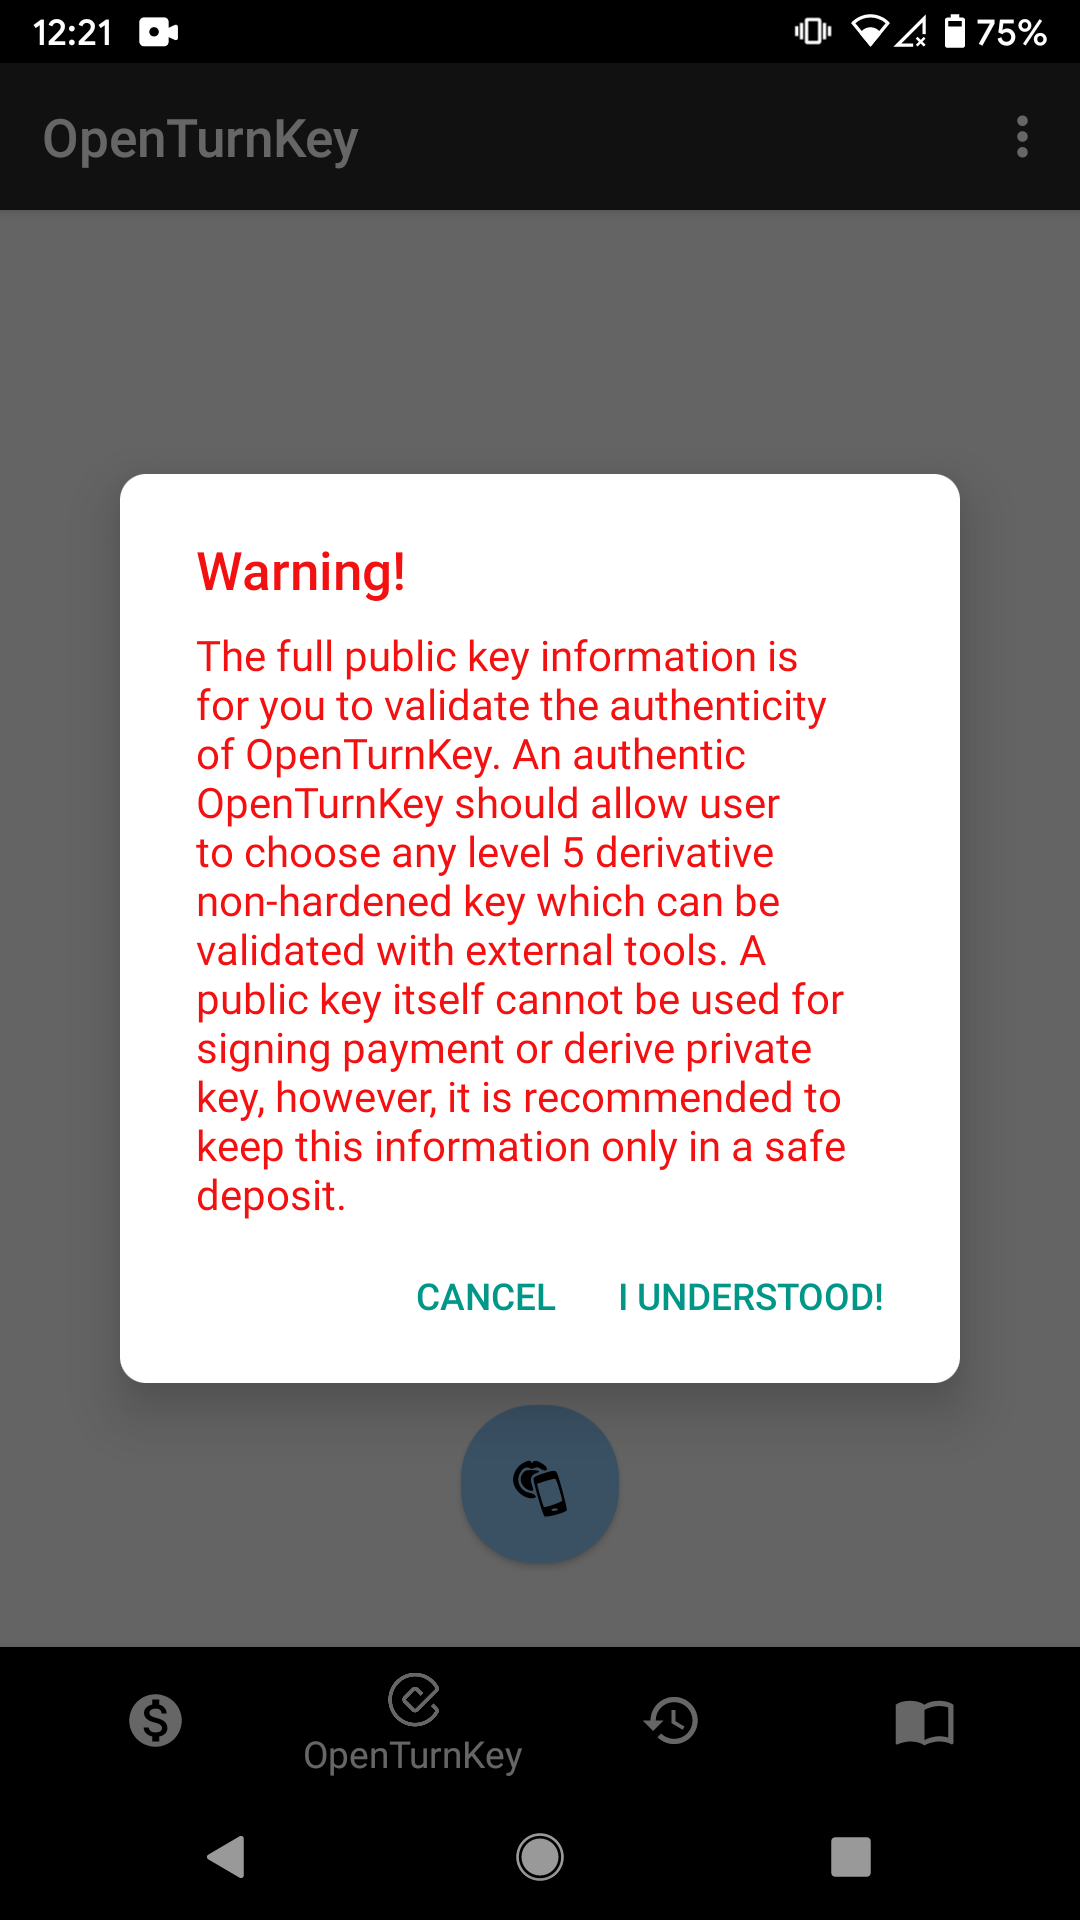 12:21
75%
OpenTurnKey
Warning!
The full public key information is
for you to validate the authenticity
of OpenTurnKey. An authentic
OpenTurnKey should allow user
to choose any level 5 derivative
non-hardened key which can be
validated with external tools. A
public key itself cannot be used for
signing payment or derive private
key, however, it is recommended to
keep this information only in a safe
deposit.
CANCEL
I UNDERSTOOD!
OpenTurnKey